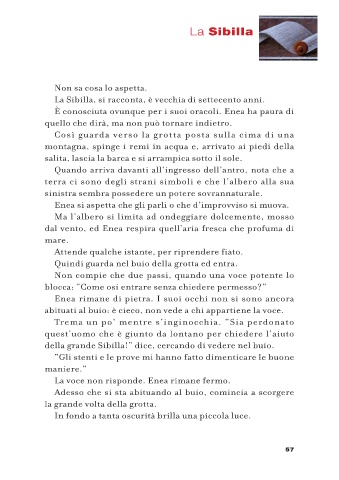 La Sibilla
Non sa cosa lo aspetta.
La Sibilla, si racconta, è vecchia di settecento anni.
È conosciuta ovunque per i suoi oracoli. Enea ha paura di
quello che dirà, ma non può tornare indietro.
Così guarda verso la grotta posta sulla cima di una
montagna, spinge i remi in acqua e, arrivato ai piedi della
salita, lascia la barca e si arrampica sotto il sole.
Quando arriva davanti all'ingresso dell'antro, nota che a
terra ci sono degli strani simboli e che l'albero alla sua
sinistra sembra possedere un potere sovrannaturale.
Enea si aspetta che gli parli o che d'improvviso si muova.
Ma l'albero si limita ad ondeggiare dolcemente, mosso
dal vento, ed Enea respira quell'aria fresca che profuma di
mare.
Attende qualche istante, per riprendere fiato.
Quindi guarda nel buio della grotta ed entra.
Non compie che due passi, quando una voce potente lo
blocca: "Come osi entrare senza chiedere permesso?"
Enea rimane di pietra. I suoi occhi non si sono ancora
abituati al buio: è cieco, non vede a chi appartiene la voce.
Trema un po' mentre s'inginocchia. "Sia perdonato
quest'uomo che è giunto da lontano per chiedere l'aiuto
della grande Sibilla!" dice, cercando di vedere nel buio.
"Gli stenti e le prove mi hanno fatto dimenticare le buone
maniere."
La voce non risponde. Enea rimane fermo.
Adesso che si sta abituando al buio, comincia a scorgere
la grande volta della grotta.
In fondo a tanta oscurità brilla una piccola luce.
57